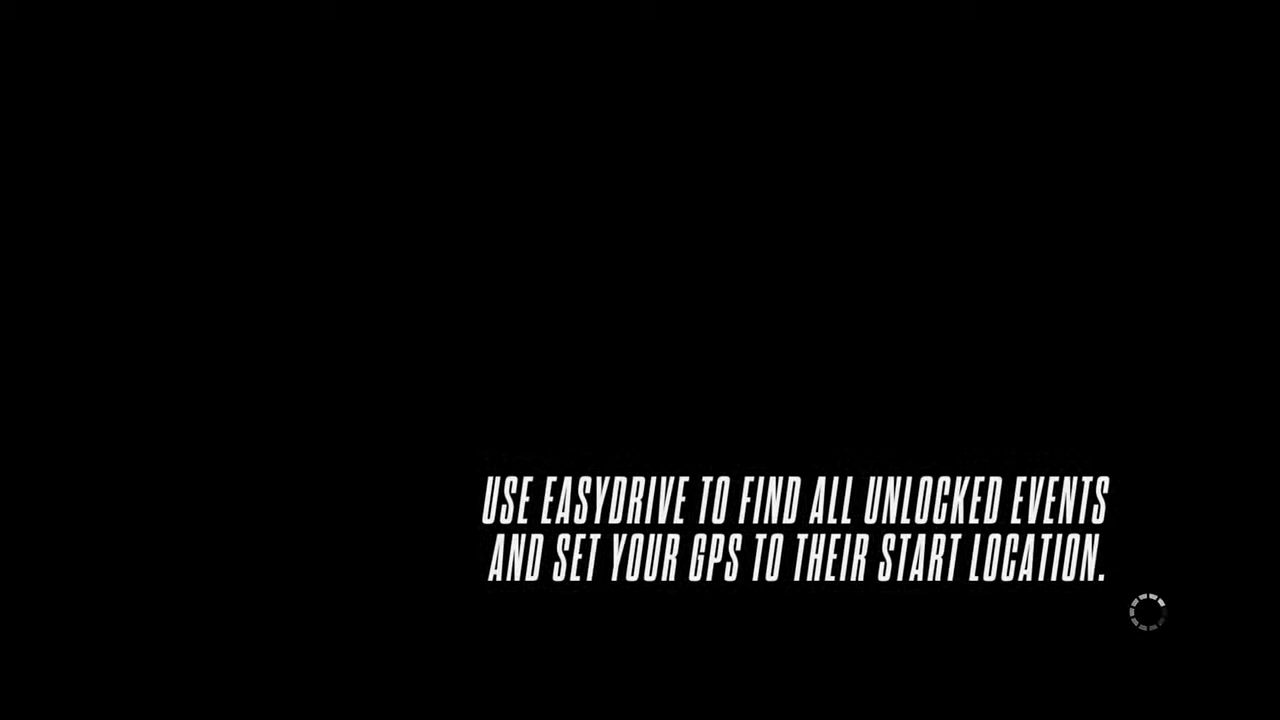 USE EASYDRIVE TO FIND ALL UNLOCKED EVENTS
AND SET YOUR GPS TO THEIR START LOCATION.